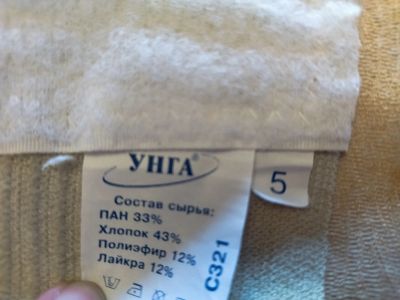 УНГА®
5
Состав сырья:
ПАН 33%
Хлопок 43%
Полиэфир 12%
Лайкра 12%
С321